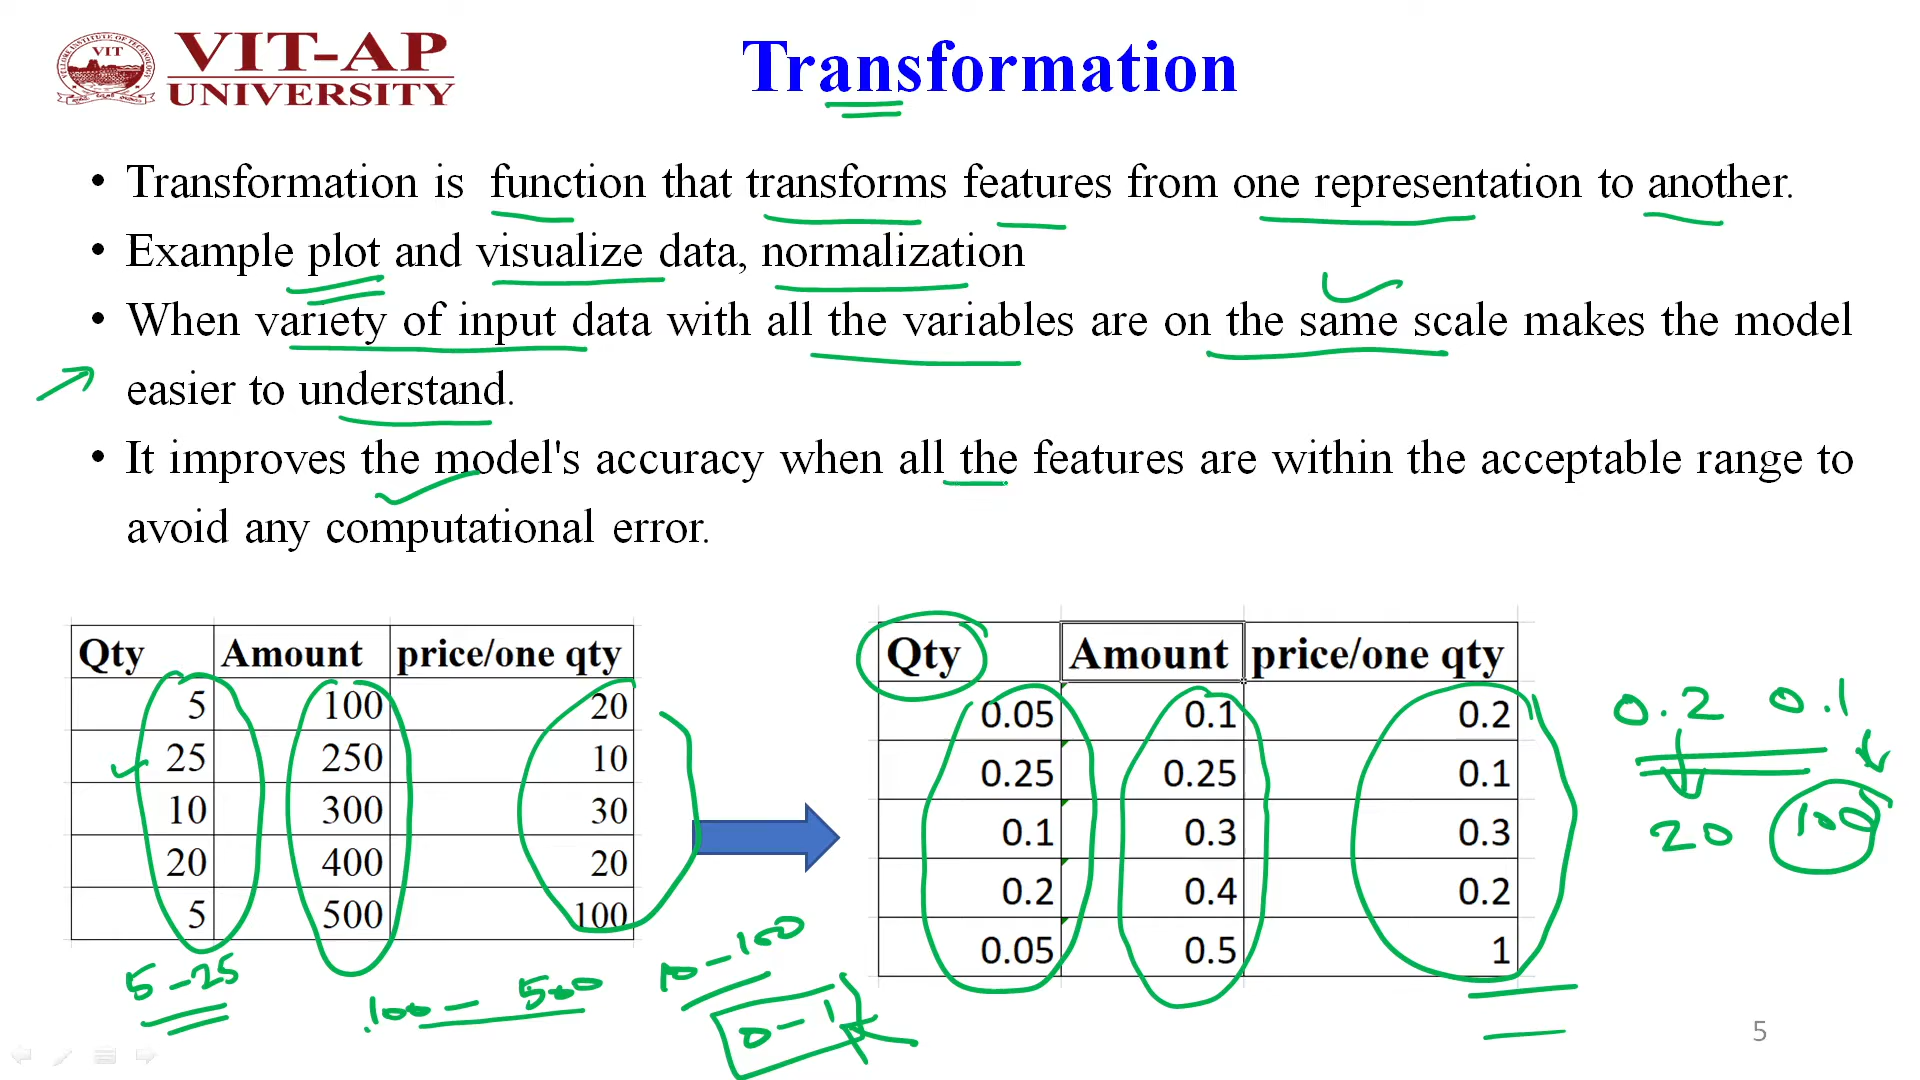 VIT
VIT-AP
UNIVERSITY
Transformation
• Transformation is function that transforms features from one representation to another.
• Example plot and visualize data, normalization
• When variety of input data with all the variables are on the same scale makes the model
easier to understand.
• It improves the model's accuracy when all the features are within the acceptable range to
avoid any computational error.
Qty Amount price/one qty
5 100 20
25 250 10
10 300 30
20 400 20
5 500 100
5-25
100 - 500
10-100
0-1
Qty Amount price/one qty
0.05 0.1 0.2
0.25 0.25 0.1
0.1 0.3 0.3
0.2 0.4 0.2
0.05 0.5 1
0.2 0.1
20 100
5